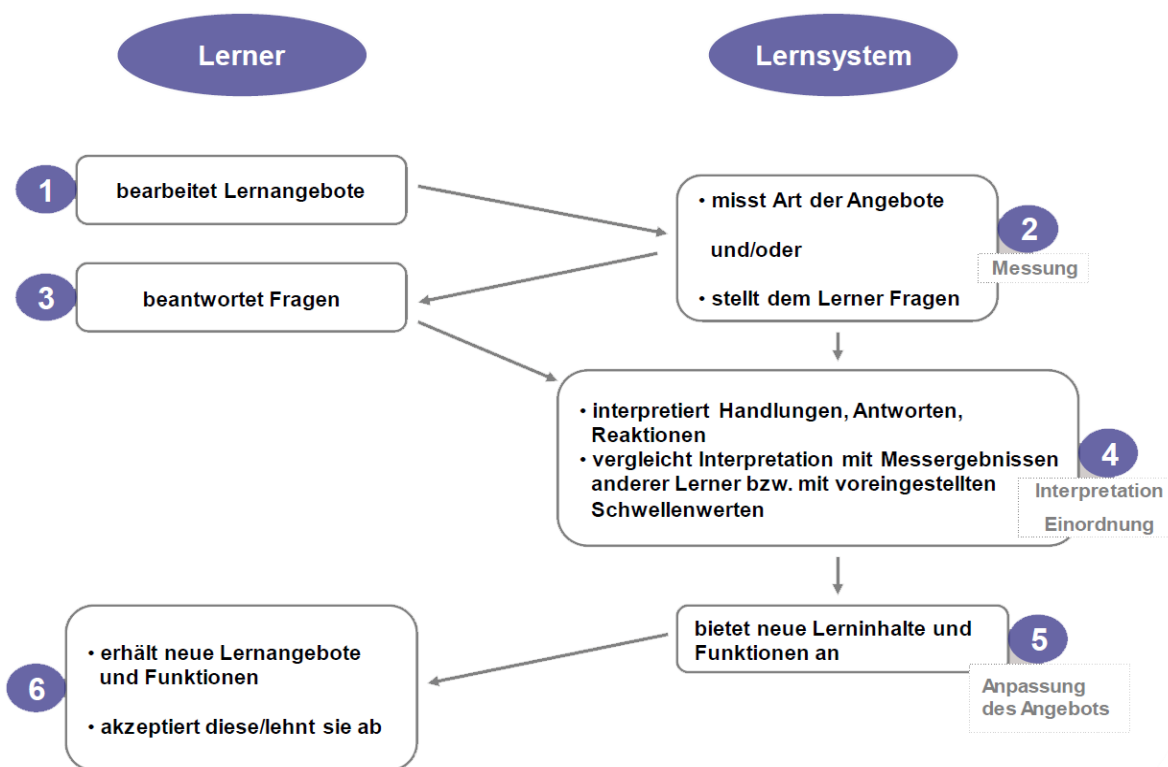 Lerner
Lernsystem
1
bearbeitet Lernangebote
• misst Art der Angebote
und/oder
• stellt dem Lerner Fragen
2
Messung
3
beantwortet Fragen
• interpretiert Handlungen, Antworten,
Reaktionen
• vergleicht Interpretation mit Messergebnissen
anderer Lerner bzw. mit voreingestellten
Schwellenwerten
4
Interpretation
Einordnung
bietet neue Lerninhalte und
Funktionen an
5
Anpassung
des Angebots
6
• erhält neue Lernangebote
und Funktionen
• akzeptiert diese/lehnt sie ab